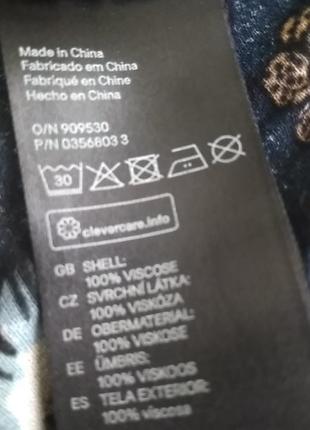 Made in China
Fabricado em China
Fabriqué en Chine
Hecho en China
O/N 909530
P/N 0356803 3
30
clevercare.info
GB SHELL:
100% VISCOSE
CZ SVRCHNÍ LÁTKA:
100% VISKÓZA
DE OBERMATERIAL:
100% VISKOSE
EE ÜMBRIS:
100% VISKOOS
ES TELA EXTERIOR:
100% viscosa